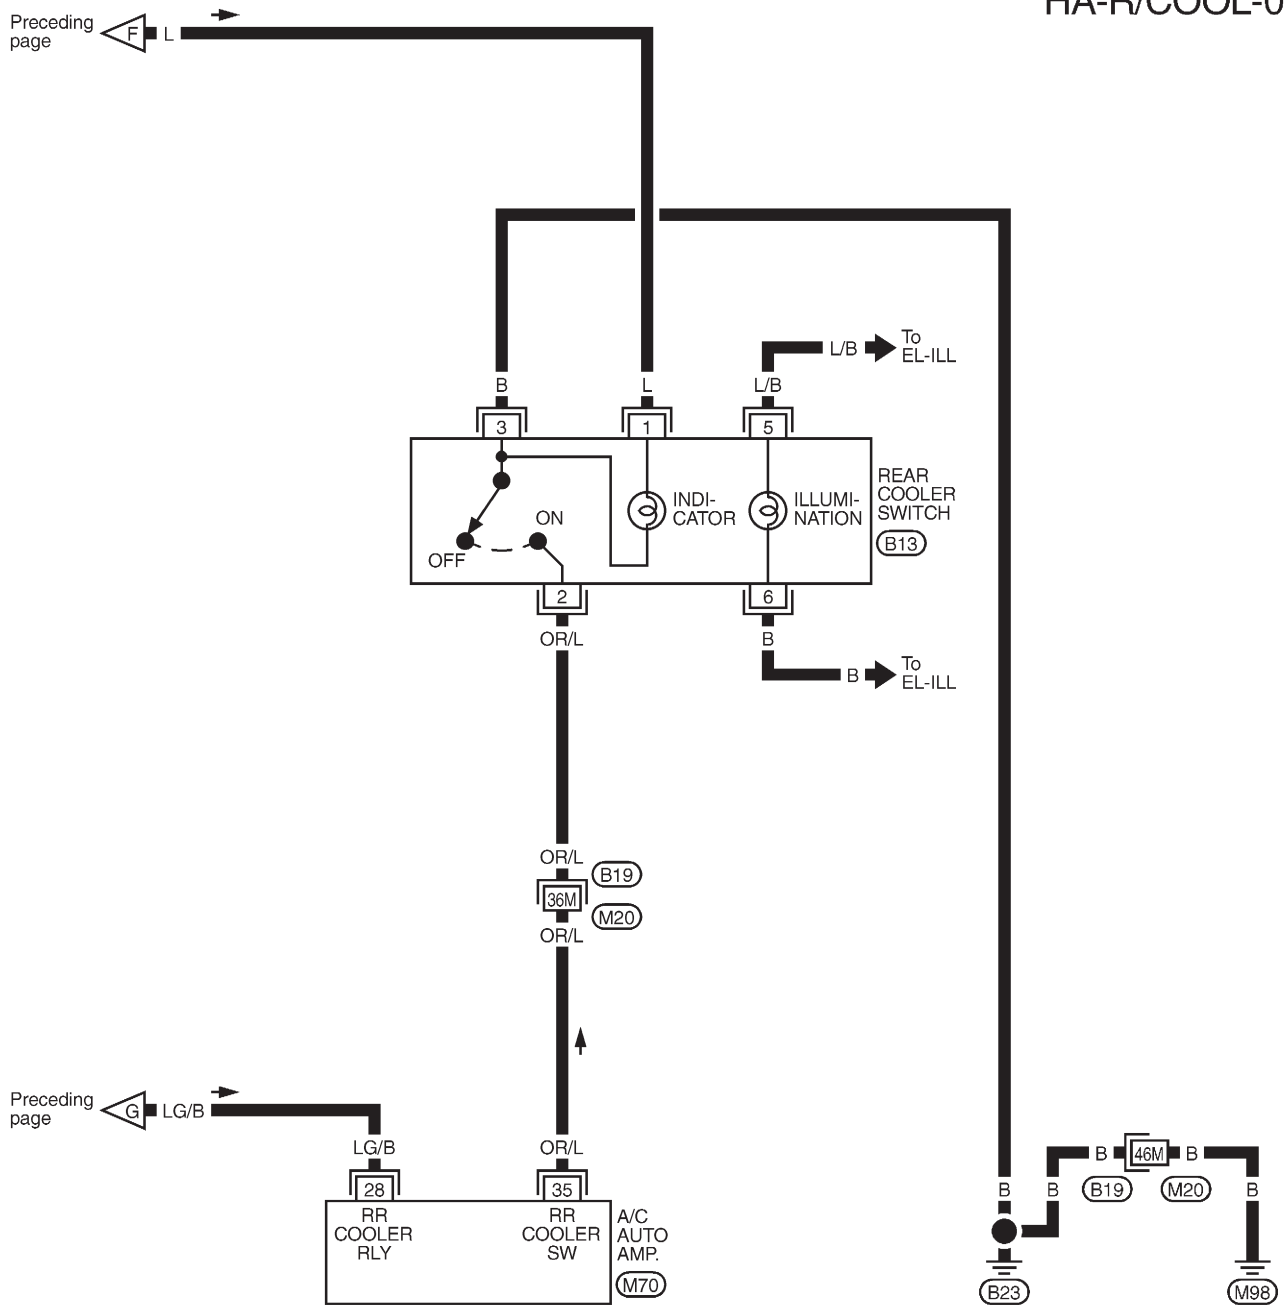 HA-R/COOL-0
Preceding
page
F
L
L/B
To
EL-ILL
B
L
L/B
3
1
5
INDI-
CATOR
ILLUMI-
NATION
REAR
COOLER
SWITCH
B13
ON
OFF
2
6
OR/L
B
B
To
EL-ILL
OR/L
B19
36M
M20
OR/L
Preceding
page
G
LG/B
LG/B
OR/L
28
35
RR
COOLER
RLY
RR
COOLER
SW
A/C
AUTO
AMP.
M70
B
46M
B
B19
M20
B
B
B
B23
M98